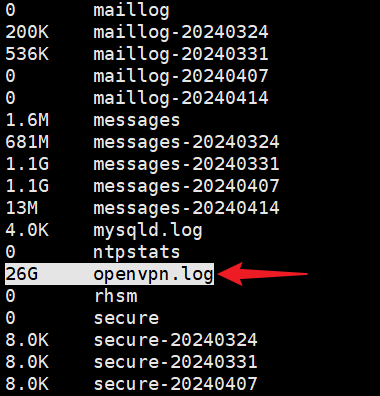 0 maillog
200K maillog-20240324
536K maillog-20240331
0 maillog-20240407
0 maillog-20240414
1.6M messages
681M messages-20240324
1.1G messages-20240331
1.1G messages-20240407
13M messages-20240414
4.0K mysqld.log
0 ntpstats
26G openvpn.log
0 rhsm
0 secure
8.0K secure-20240324
8.0K secure-20240331
8.0K secure-20240407